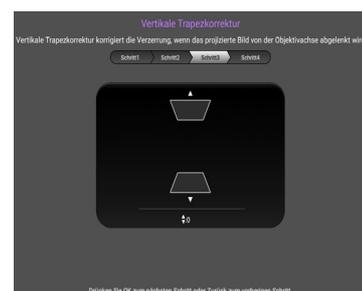 Vertikale Trapezkorrektur
Vertikale Trapezkorrektur korrigiert die Verzerrung, wenn das projizierte Bild von der Objektivachse abgelenkt wir
Schritt1 Schritt2 Schritt3 Schritt4
:0
Drücken Sie OK zum nächsten Schritt oder Zurück zum vorherigen Schritt